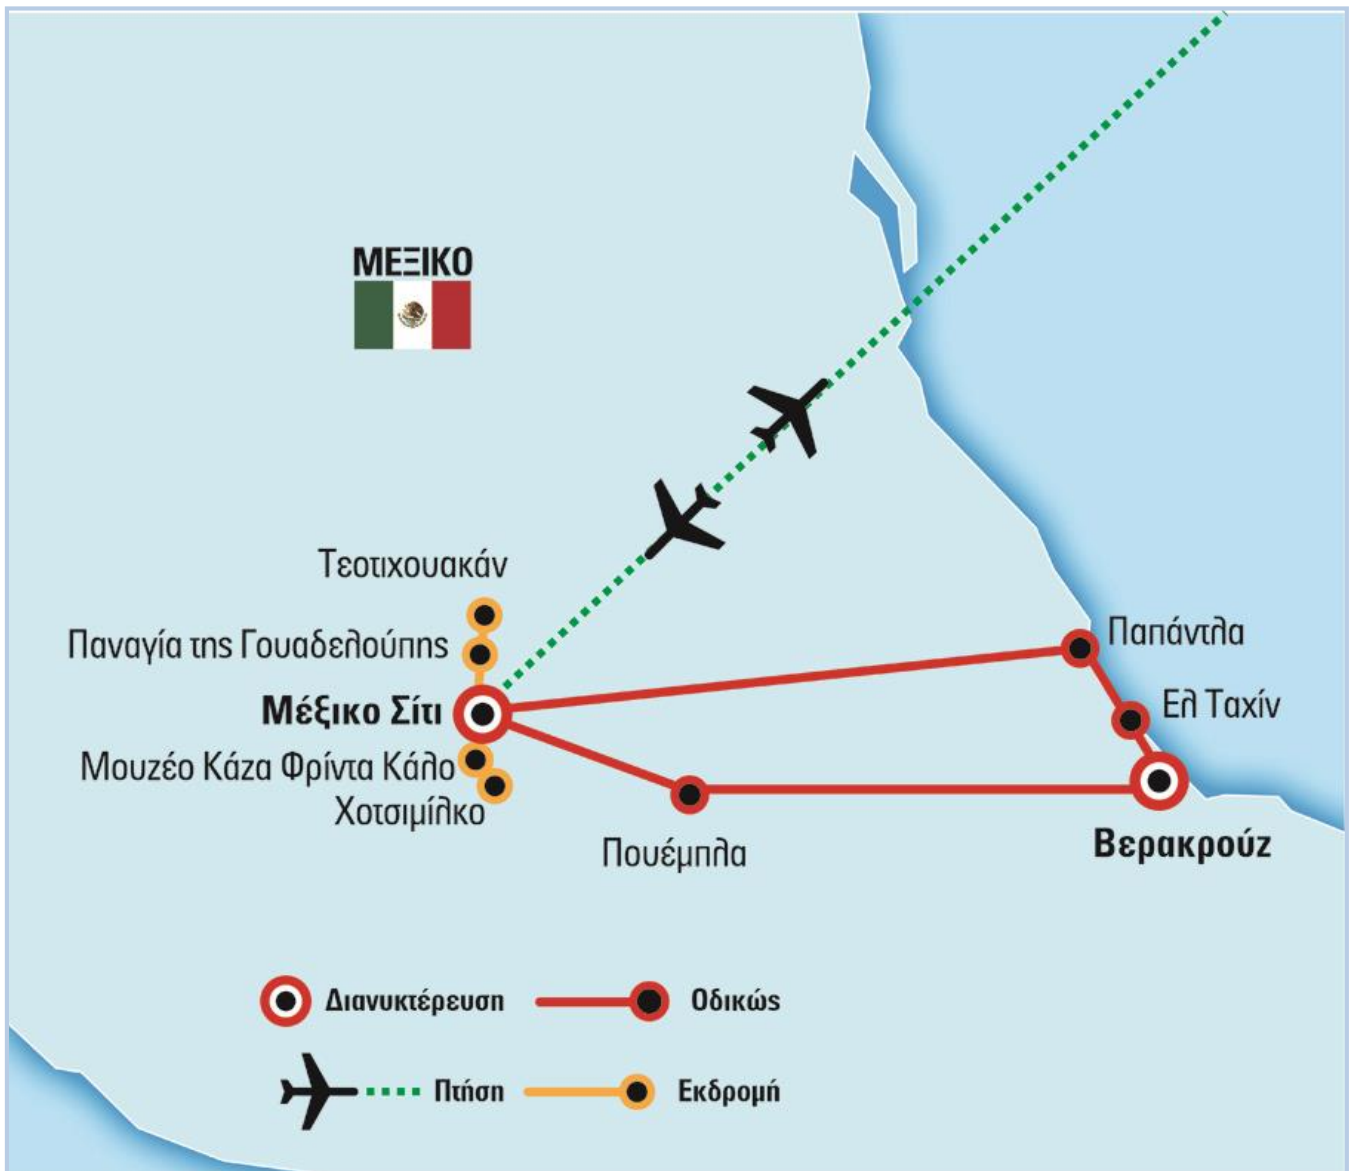 ΜΕΞΙΚΟ
Τεοτιχουακάν
Παναγία της Γουαδελούπης
Μέξικο Σίτι
Μουζέο Κάζα Φρίντα Κάλο
Χοτσιμίλκο
Πουέμπλα
Παπάντλα
Ελ Ταχίν
Βερακρούζ
Διανυκτέρευση
Οδικώς
Πτήση
Εκδρομή